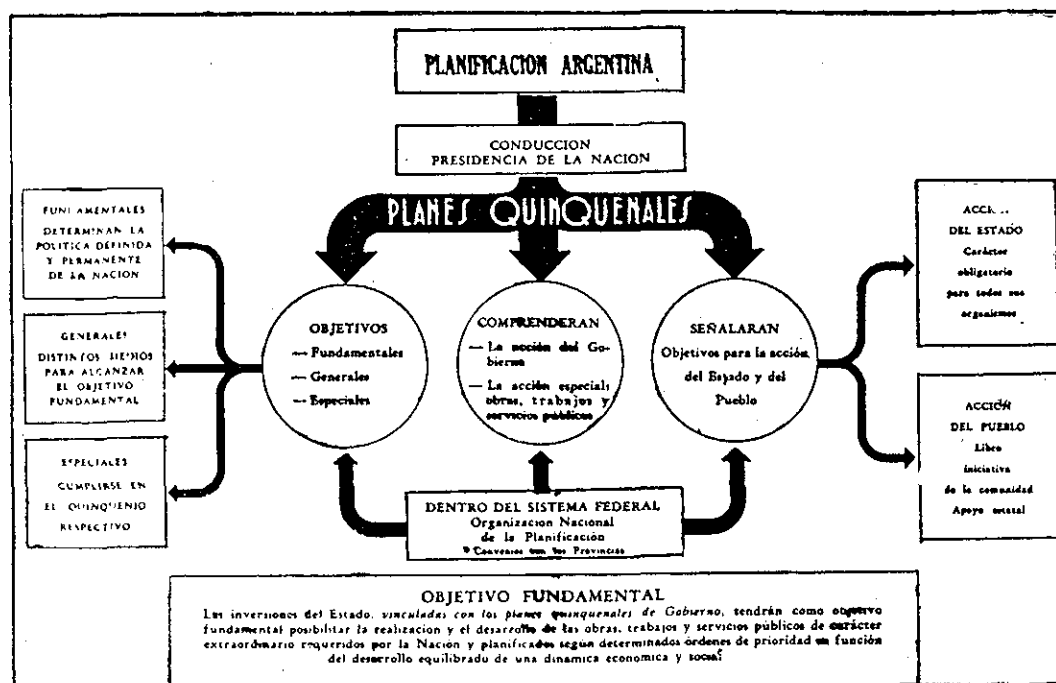 PLANIFICACION ARGENTINA
CONDUCCION
PRESIDENCIA DE LA NACION
PLANES QUINQUENALES
FUNDAMENTALES
DETERMINAN LA
POLITICA DEFINIDA
Y PERMANENTE
DE LA NACION
GENERALES
DISTINTOS MEDIOS
PARA ALCANZAR
EL OBJETIVO
FUNDAMENTAL
ESPECIALES
CUMPLIRSE EN
EL QUINQUENIO
RESPECTIVO
OBJETIVOS
— Fundamentales
— Generales
— Especiales
COMPRENDERAN
— La acción del Go-
bierno
— La acción especial:
obras, trabajos y
servicios públicos
SEÑALARAN
Objetivos para la acción
del Estado y del
Pueblo
DEL ESTADO
Carácter
obligatorio
para todos sus
organismos
ACCIÓN
DEL PUEBLO
Libre
iniciativa
de la comunidad
Apoyo estatal
DENTRO DEL SISTEMA FEDERAL
Organizacion Nacional
de la Planificación
Convenios con las Provincias
OBJETIVO FUNDAMENTAL
Las inversiones del Estado, vinculadas con los planes quinquenales de Gobierno, tendrán como objetivo
fundamental posibilitar la realizacion y el desarrollo de las obras, trabajos y servicios públicos de carácter
extraordinario requeridos por la Nación y planificados según determinados órdenes de prioridad en función
del desarrollo equilibrado de una dinamica economica y social